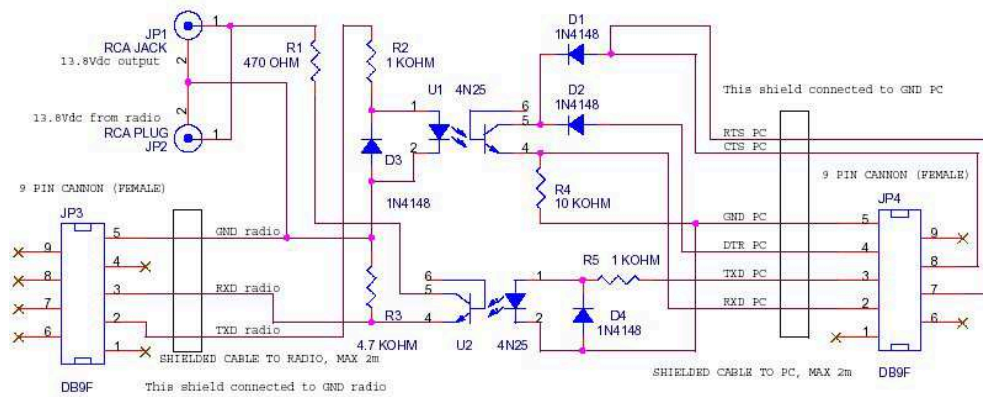 JP1
RCA JACK
13.8Vdc output
1
2
13.8Vdc from radio
RCA PLUG
JP2
2
1
R1
470 OHM
R2
1 KOHM
U1
4N25
1
2
6
5
4
D1
1N4148
D2
1N4148
D3
1N4148
R4
10 KOHM
This shield connected to GND PC
RTS PC
CTS PC
GND PC
DTR PC
TXD PC
RXD PC
9 PIN CANNON (FEMALE)
JP4
5
9
4
8
3
7
2
6
1
DB9F
9 PIN CANNON (FEMALE)
JP3
5
9
4
8
3
7
2
6
1
DB9F
GND radio
RXD radio
TXD radio
R3
4.7 KOHM
6
5
4
U2
4N25
1
2
R5
1 KOHM
D4
1N4148
SHIELDED CABLE TO RADIO, MAX 2m
This shield connected to GND radio
SHIELDED CABLE TO PC, MAX 2m